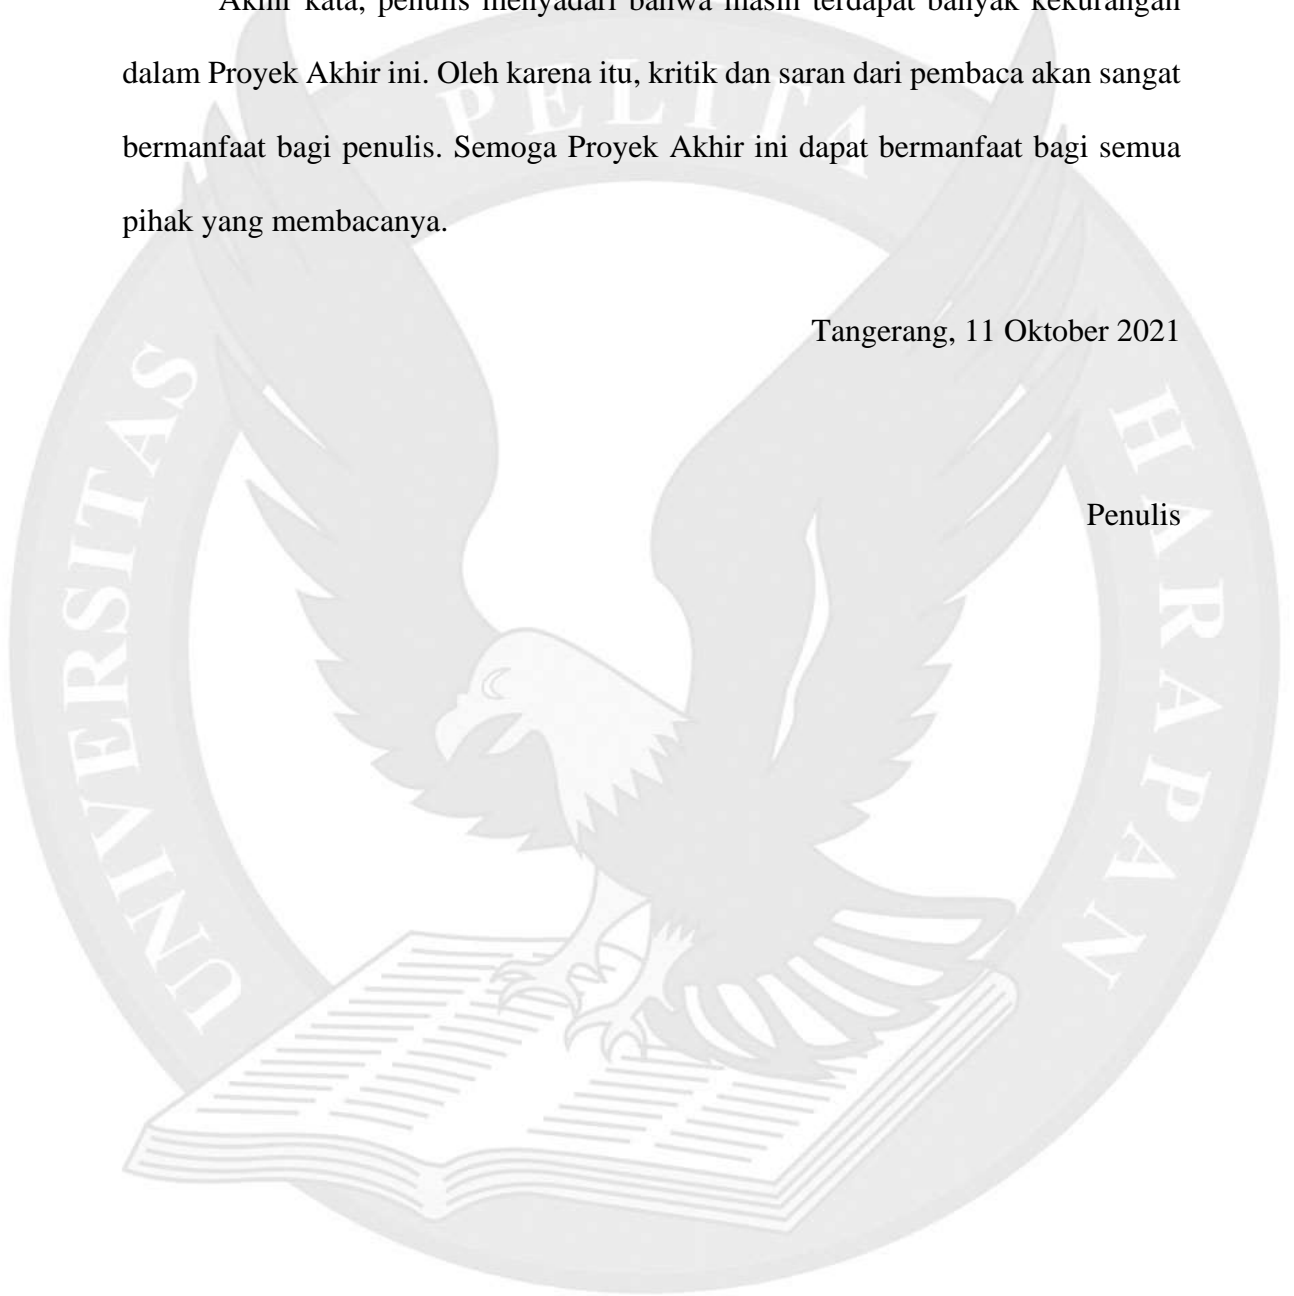 Akhir kata, penulis menyadari bahwa masih terdapat banyak kekurangan
dalam Proyek Akhir ini. Oleh karena itu, kritik dan saran dari pembaca akan sangat
bermanfaat bagi penulis. Semoga Proyek Akhir ini dapat bermanfaat bagi semua
pihak yang membacanya.
Tangerang, 11 Oktober 2021
Penulis
UNIVERSITAS PELITA HARAPAN